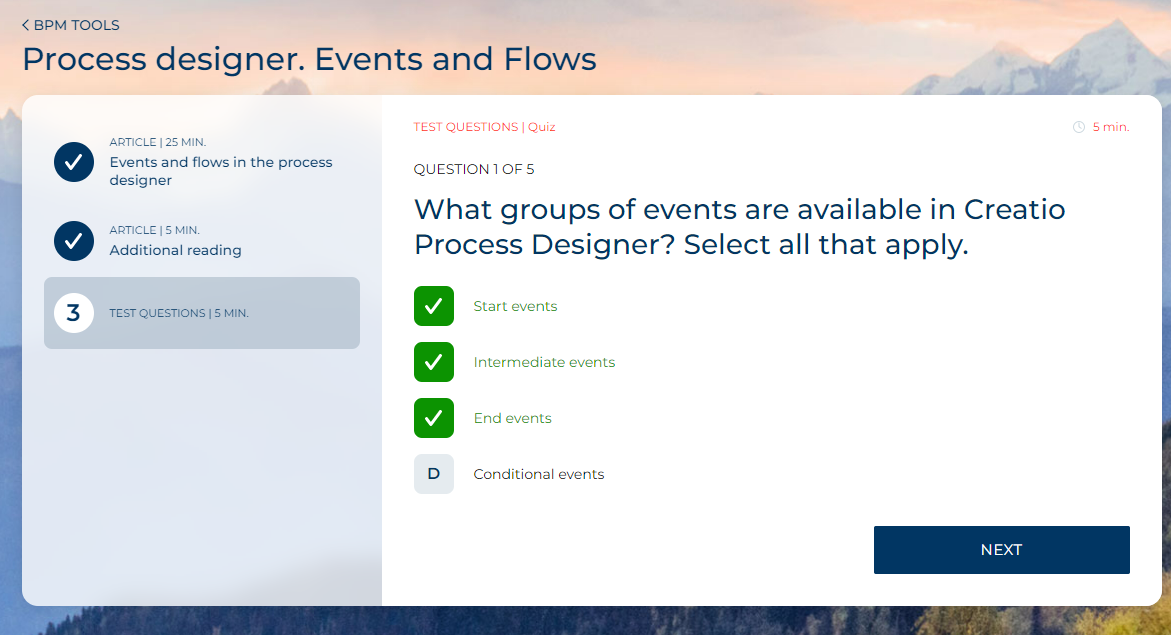 BPM TOOLS
Process designer. Events and Flows
ARTICLE | 25 MIN.
Events and flows in the process
designer
ARTICLE | 5 MIN.
Additional reading
3
TEST QUESTIONS | 5 MIN.
TEST QUESTIONS | Quiz
5 min.
QUESTION 1 OF 5
What groups of events are available in Creatio
Process Designer? Select all that apply.
Start events
Intermediate events
End events
D Conditional events
NEXT